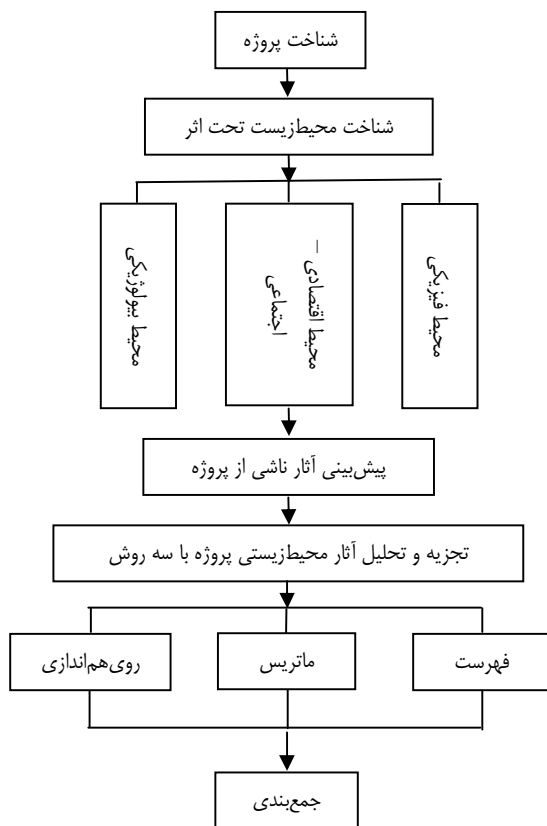 شناخت پروژه
شناخت محیط‌زیست تحت اثر
محیط فیزیکی
محیط اقتصادی –
اجتماعی
محیط بیولوژیکی
پیش‌بینی آثار ناشی از پروژه
تجزیه و تحلیل آثار محیط‌زیستی پروژه با سه روش
فهرست
ماتریس
روی‌هم‌اندازی
جمع‌بندی